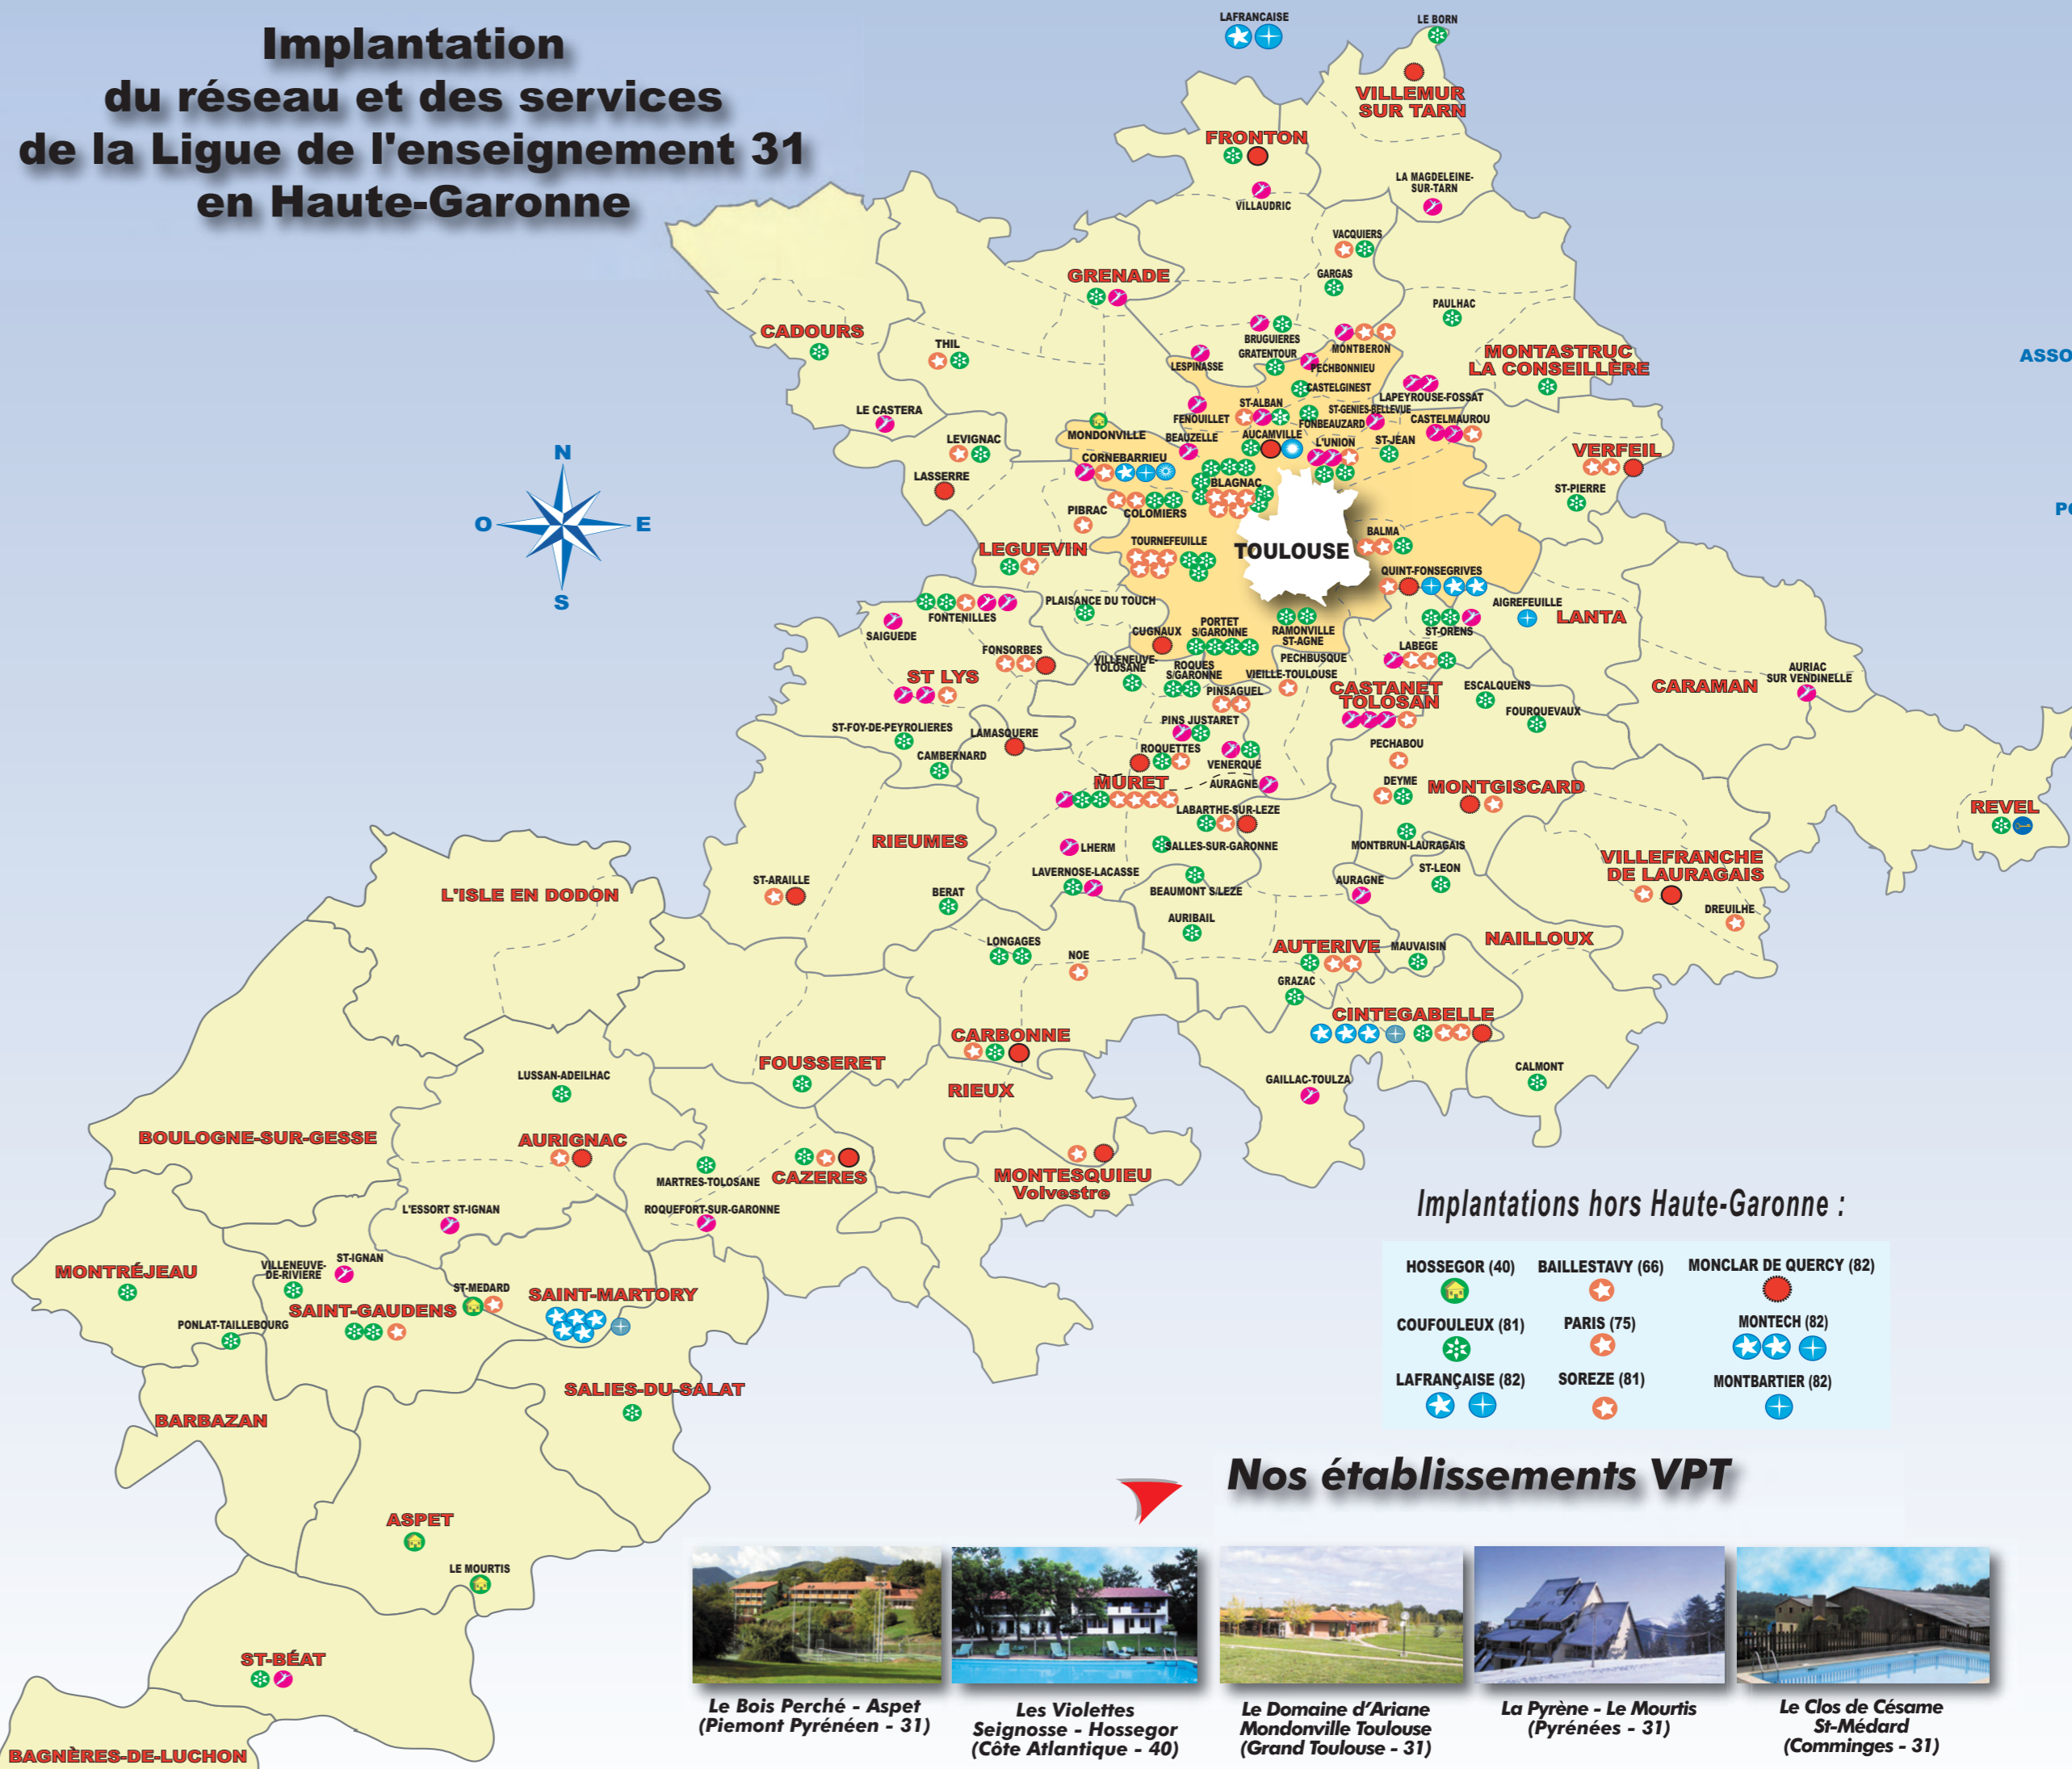 Implantation
du réseau et des services
de la Ligue de l'enseignement 31
en Haute-Garonne
LAFRANCAISE
LE BORN
VILLEMUR
SUR TARN
FRONTON
LA MAGDELEINE-
SUR-TARN
VILLAUDRIC
VACQUIERS
GARGAS
GRENADE
PAULHAC
CADOURS
THIL
BRUGUIERES
MONTBERON
GRATENTOUR
LESPINASSE
PECHBONNIEU
MONTASTRUC
LA CONSEILLÈRE
ASSO
CASTELGINEST
LAPEYROUSE-FOSSAT
LE CASTERA
ST-ALBAN
ST-GENIES-BELLEVUE
FENOUILLET
FONBEAUZARD
CASTELMAUROU
MONDONVILLE
BEAUZELLE
AUCAMVILLE
L'UNION
ST-JEAN
LEVIGNAC
VERFEIL
CORNEBARRIEU
LASSERRE
BLAGNAC
ST-PIERRE
N
O
E
S
PIBRAC
COLOMIERS
PO
BALMA
TOURNEFEUILLE
LEGUEVIN
TOULOUSE
QUINT-FONSEGRIVES
AIGREFEUILLE
LANTA
PLAISANCE DU TOUCH
FONTENILLES
SAIGUEDE
CUGNAUX
PORTET
S/GARONNE
RAMONVILLE
ST-AGNE
ST-ORENS
LABEGE
FONSORBES
VILLENEUVE-
TOLOSANE
ROQUES
S/GARONNE
PECHBUSQUE
VIEILLE-TOULOUSE
AURIAC
SUR VENDINELLE
ST LYS
PINSAGUEL
CASTANET
TOLOSAN
ESCALQUENS
CARAMAN
FOURQUEVAUX
ST-FOY-DE-PEYROLIERES
LAMASQUERE
PINS JUSTARET
CAMBERNARD
ROQUETTES
VENERQUE
PECHABOU
MURET
AURAGNE
DEYME
MONTGISCARD
REVEL
LABARTHE-SUR-LEZE
RIEUMES
LHERM
SALLES-SUR-GARONNE
MONTBRUN-LAURAGAIS
VILLEFRANCHE
DE LAURAGAIS
ST-ARAILLE
LAVERNOSE-LACASSE
BEAUMONT S/LEZE
AURAGNE
ST-LEON
L'ISLE EN DODON
BERAT
AURIBAIL
DREUILHE
LONGAGES
NOE
AUTERIVE
MAUVAISIN
NAILLOUX
GRAZAC
CINTEGABELLE
CARBONNE
FOUSSERET
RIEUX
LUSSAN-ADEILHAC
GAILLAC-TOULZA
CALMONT
BOULOGNE-SUR-GESSE
AURIGNAC
MARTRES-TOLOSANE
CAZERES
MONTESQUIEU
Volvestre
L'ESSORT ST-IGNAN
ROQUEFORT-SUR-GARONNE
Implantations hors Haute-Garonne :
MONTRÉJEAU
VILLENEUVE-
DE-RIVIERE
ST-IGNAN
ST-MEDARD
SAINT-MARTORY
SAINT-GAUDENS
PONLAT-TAILLEBOURG
HOSSEGOR (40)
BAILLESTAVY (66)
MONCLAR DE QUERCY (82)
COUFOULEUX (81)
PARIS (75)
MONTECH (82)
LAFRANÇAISE (82)
SOREZE (81)
MONTBARTIER (82)
SALIES-DU-SALAT
BARBAZAN
Nos établissements VPT
ASPET
LE MOURTIS
ST-BÉAT
BAGNÈRES-DE-LUCHON
Le Bois Perché - Aspet
(Piemont Pyrénéen - 31)
Les Violettes
Seignosse - Hossegor
(Côte Atlantique - 40)
Le Domaine d'Ariane
Mondonville Toulouse
(Grand Toulouse - 31)
La Pyrène - Le Mourtis
(Pyrénées - 31)
Le Clos de Césame
St-Médard
(Comminges - 31)